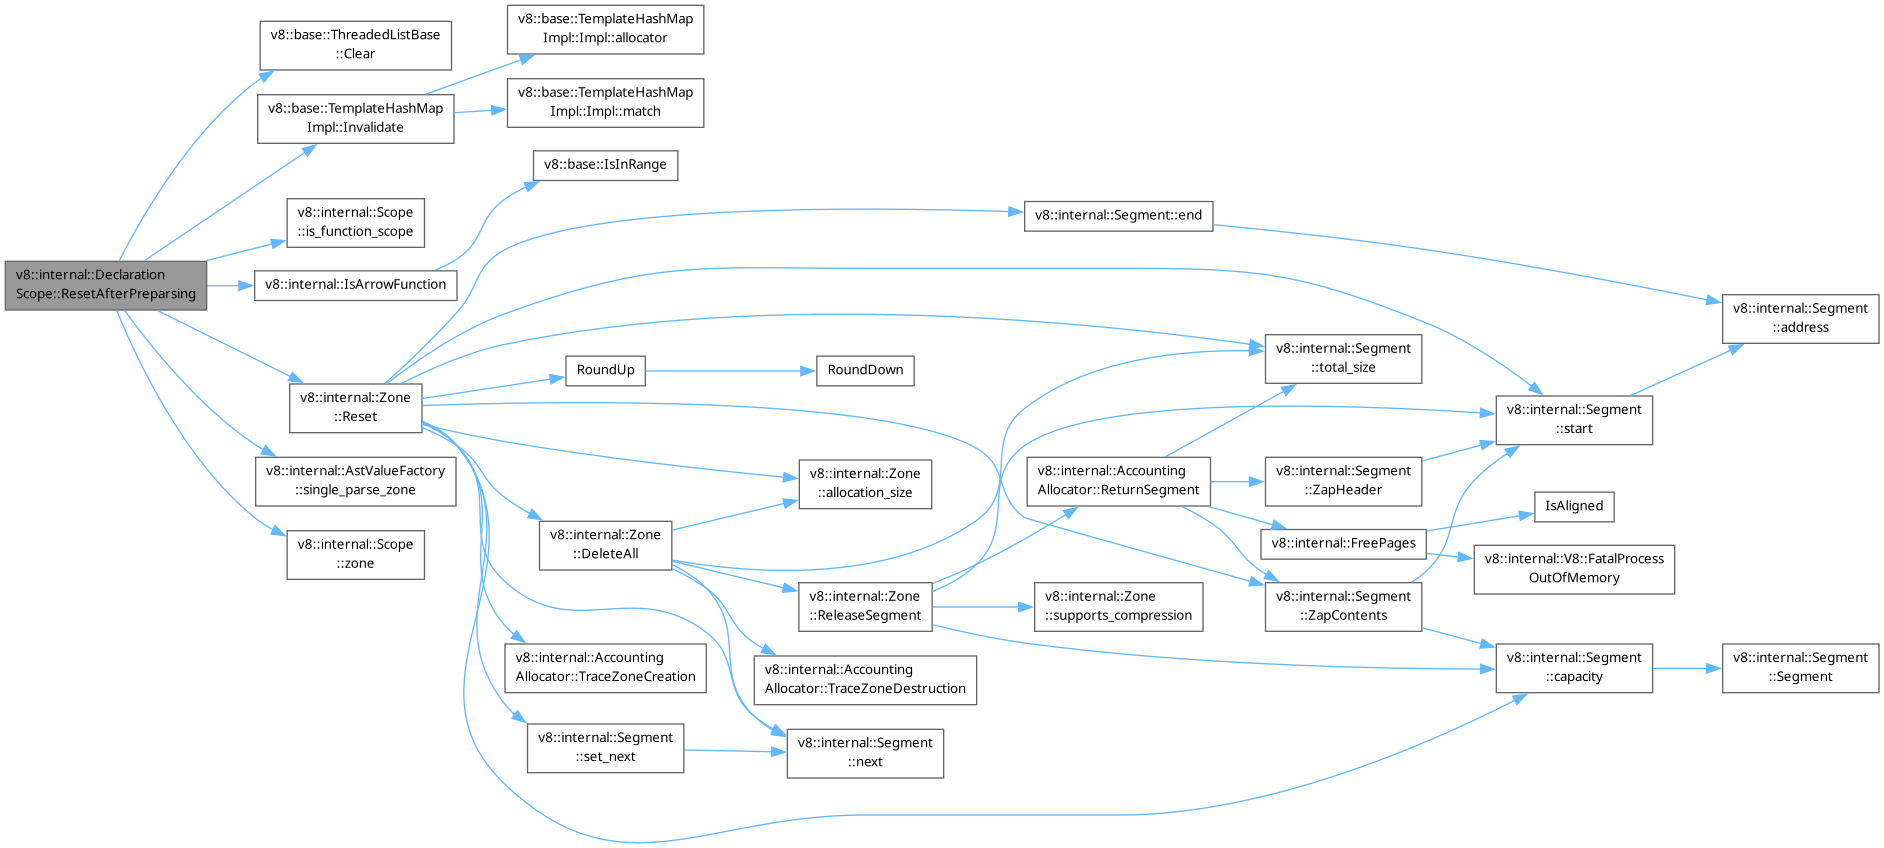 v8::internal::Declaration
Scope::ResetAfterPreparsing
v8::base::ThreadedListBase
::Clear
v8::base::TemplateHashMap
Impl::Invalidate
v8::base::TemplateHashMap
Impl::Impl::allocator
v8::base::TemplateHashMap
Impl::Impl::match
v8::internal::Scope
::is_function_scope
v8::internal::IsArrowFunction
v8::base::IsInRange
v8::internal::Zone
::Reset
v8::internal::AstValueFactory
::single_parse_zone
v8::internal::Scope
::zone
RoundUp
RoundDown
v8::internal::Zone
::allocation_size
v8::internal::Zone
::DeleteAll
v8::internal::Accounting
Allocator::TraceZoneCreation
v8::internal::Segment
::set_next
v8::internal::Zone
::ReleaseSegment
v8::internal::Accounting
Allocator::TraceZoneDestruction
v8::internal::Segment
::next
v8::internal::Segment::end
v8::internal::Accounting
Allocator::ReturnSegment
v8::internal::Zone
::supports_compression
v8::internal::Segment
::total_size
v8::internal::Segment
::ZapHeader
v8::internal::FreePages
v8::internal::Segment
::ZapContents
v8::internal::Segment
::start
IsAligned
v8::internal::V8::FatalProcess
OutOfMemory
v8::internal::Segment
::capacity
v8::internal::Segment
::address
v8::internal::Segment
::Segment